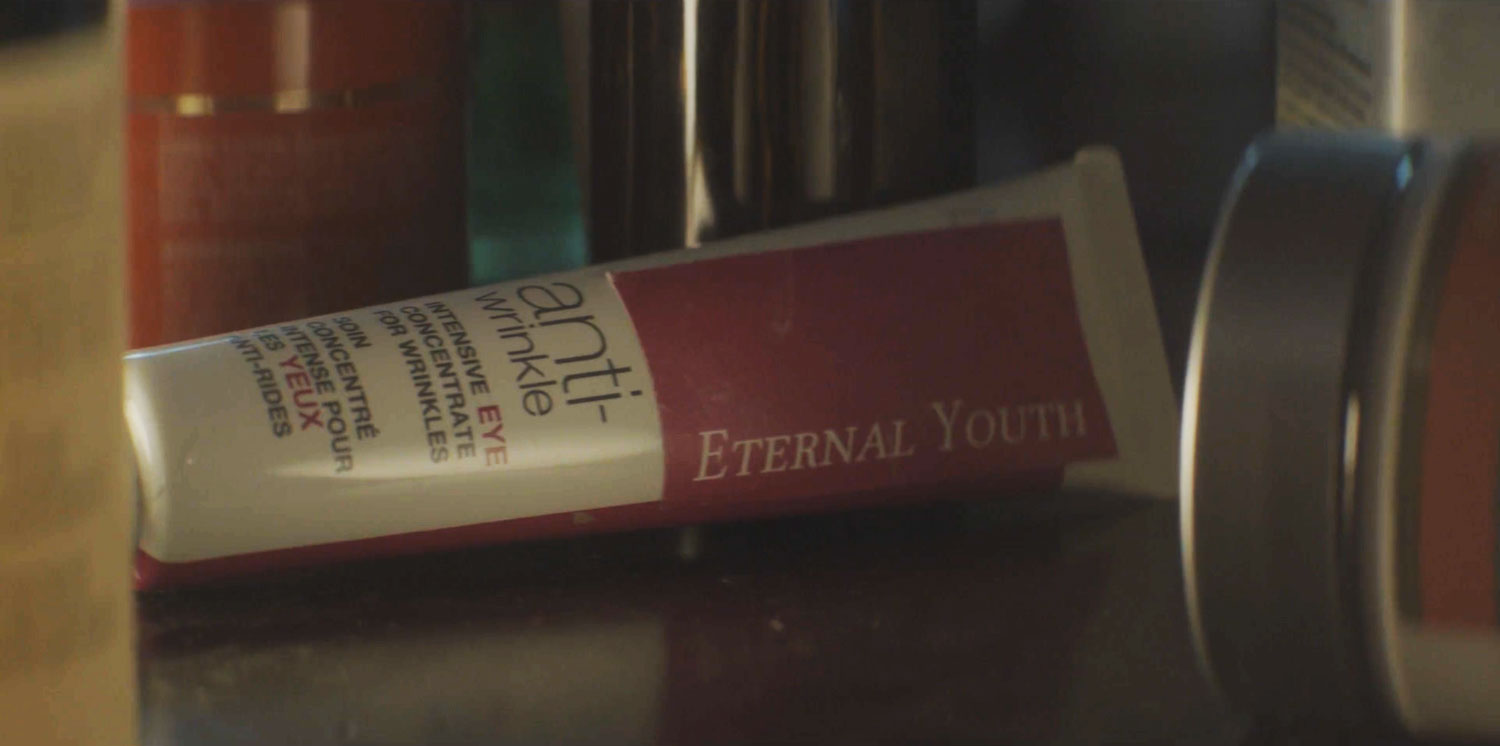 anti-
wrinkle
INTENSIVE EYE
CONCENTRATE
FOR WRINKLES
SOIN
CONCENTRÉ
INTENSE POUR
LES YEUX
ANTI-RIDES
ETERNAL YOUTH